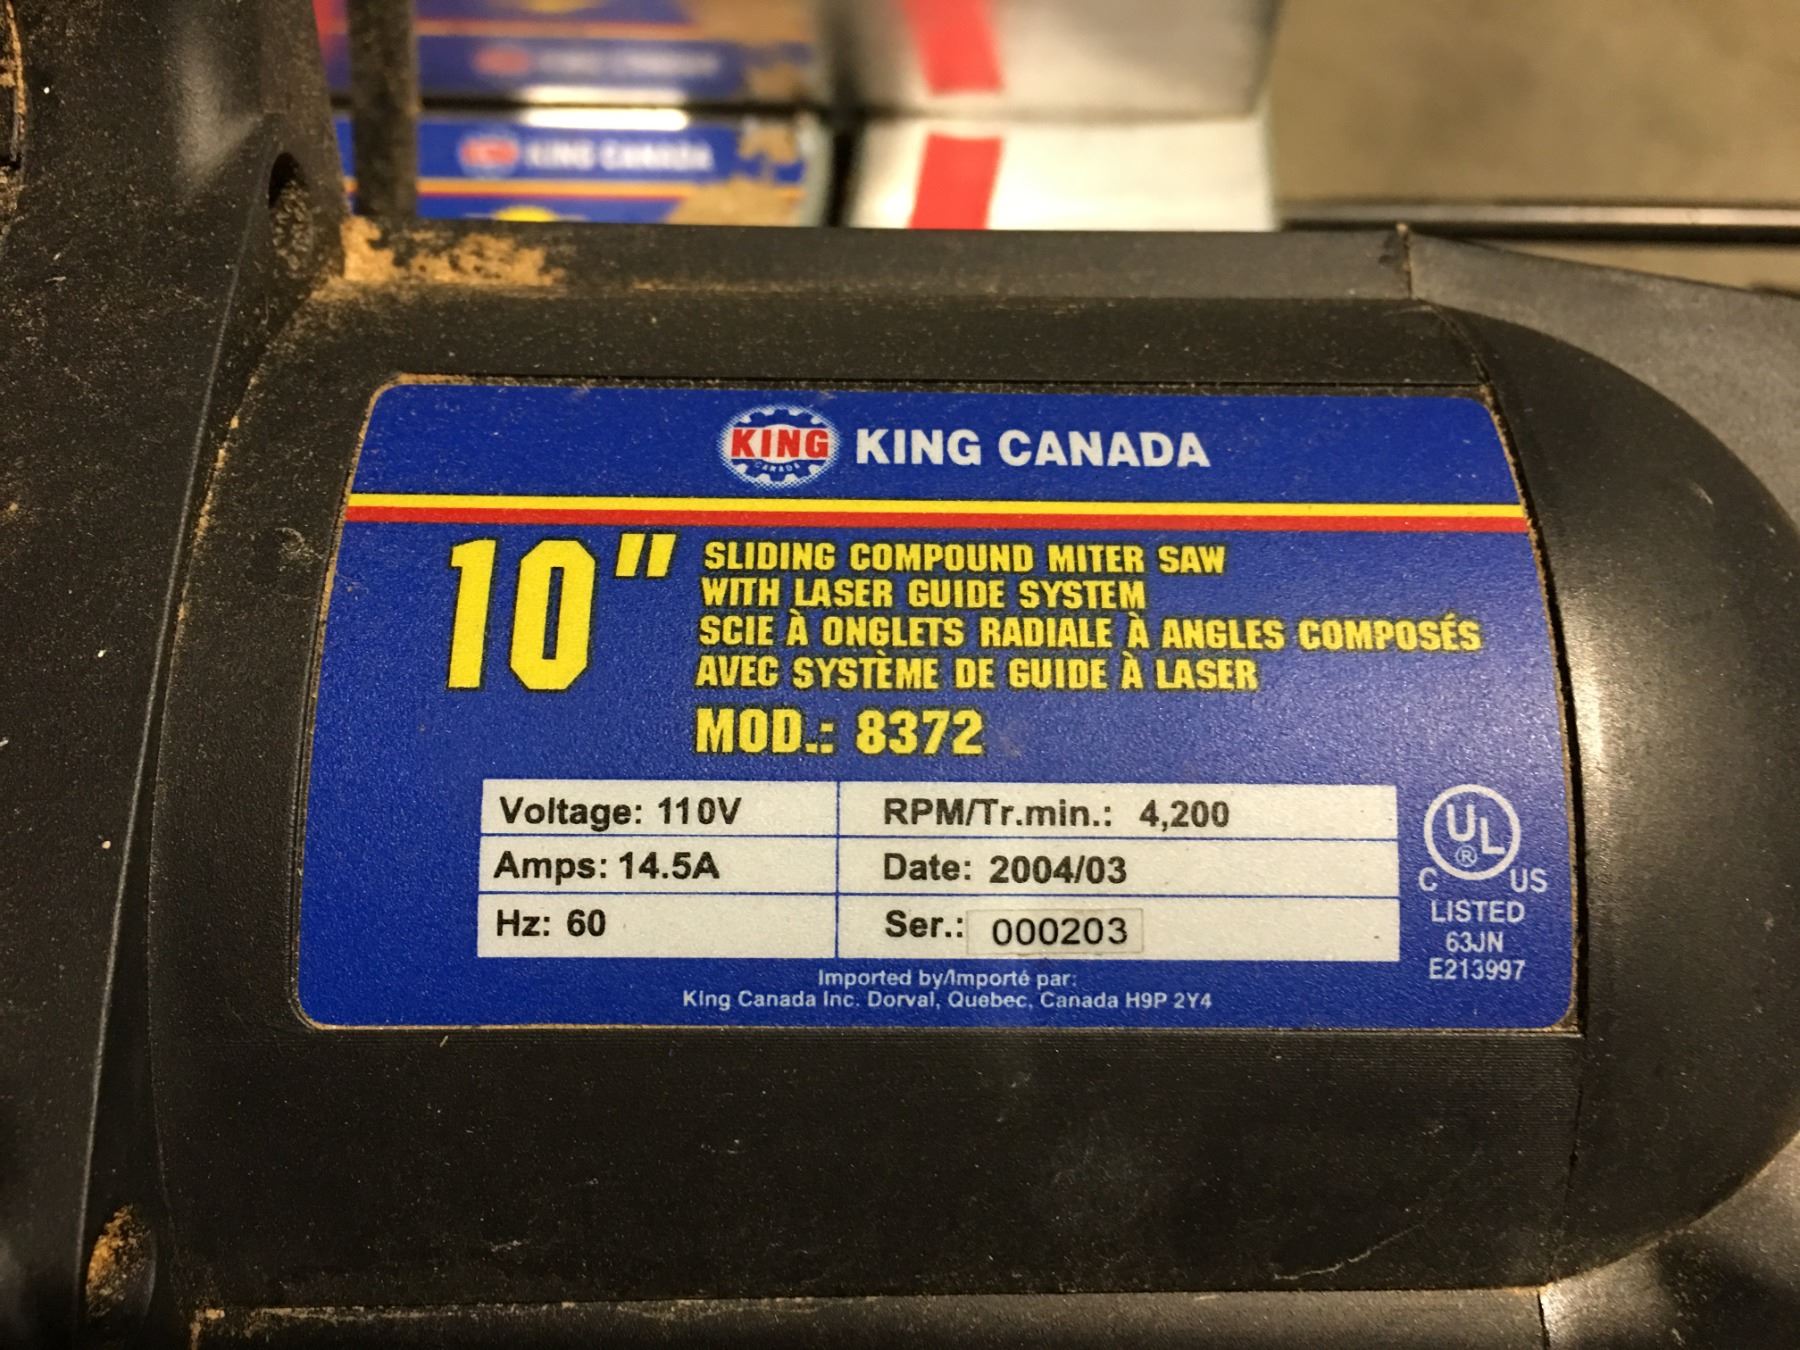 KING CANADA
KING
CANADA
KING CANADA
10"
SLIDING COMPOUND MITER SAW
WITH LASER GUIDE SYSTEM
SCIE À ONGLETS RADIALE À ANGLES COMPOSÉS
AVEC SYSTÈME DE GUIDE À LASER
MOD.: 8372
Voltage: 110V
RPM/Tr.min.: 4,200
Amps: 14.5A
Date: 2004/03
Hz: 60
Ser.: 000203
UL
®
C US
LISTED
63JN
E213997
Imported by/Importé par:
King Canada Inc. Dorval, Quebec, Canada H9P 2Y4